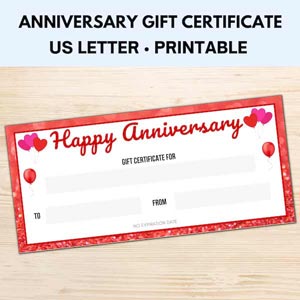 ANNIVERSARY GIFT CERTIFICATE
US LETTER • PRINTABLE
Happy Anniversary
GIFT CERTIFICATE FOR
TO
FROM
NO EXPIRATION DATE